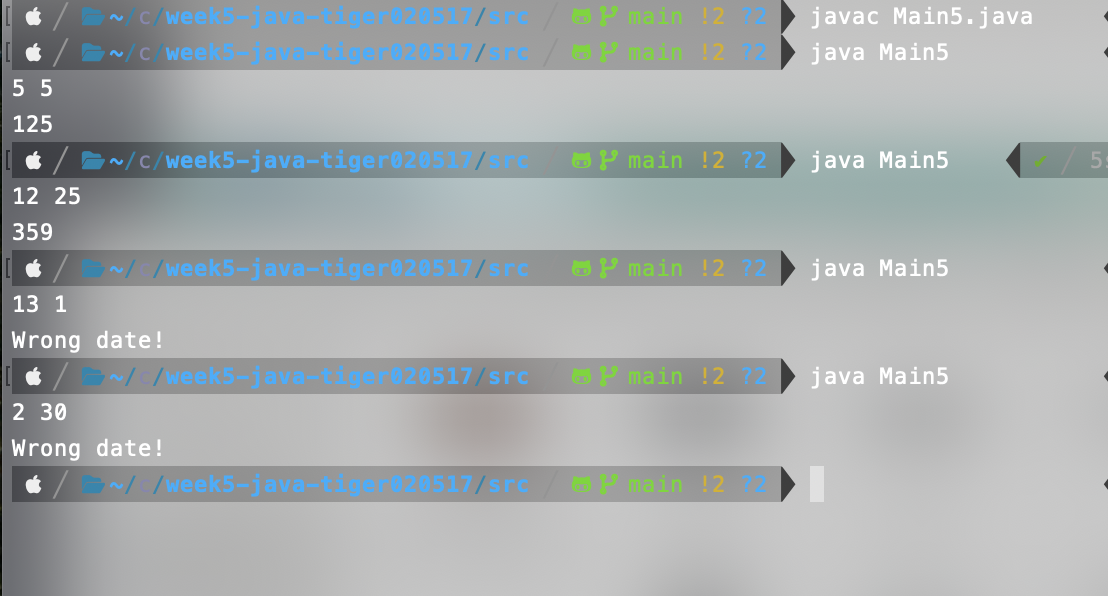 ~/c/week5-java-tiger020517/src main !2 ?2 javac Main5.java
~/c/week5-java-tiger020517/src main !2 ?2 java Main5
5 5
125
~/c/week5-java-tiger020517/src main !2 ?2 java Main5 ✔ / 5s
12 25
359
~/c/week5-java-tiger020517/src main !2 ?2 java Main5
13 1
Wrong date!
~/c/week5-java-tiger020517/src main !2 ?2 java Main5
2 30
Wrong date!
~/c/week5-java-tiger020517/src main !2 ?2